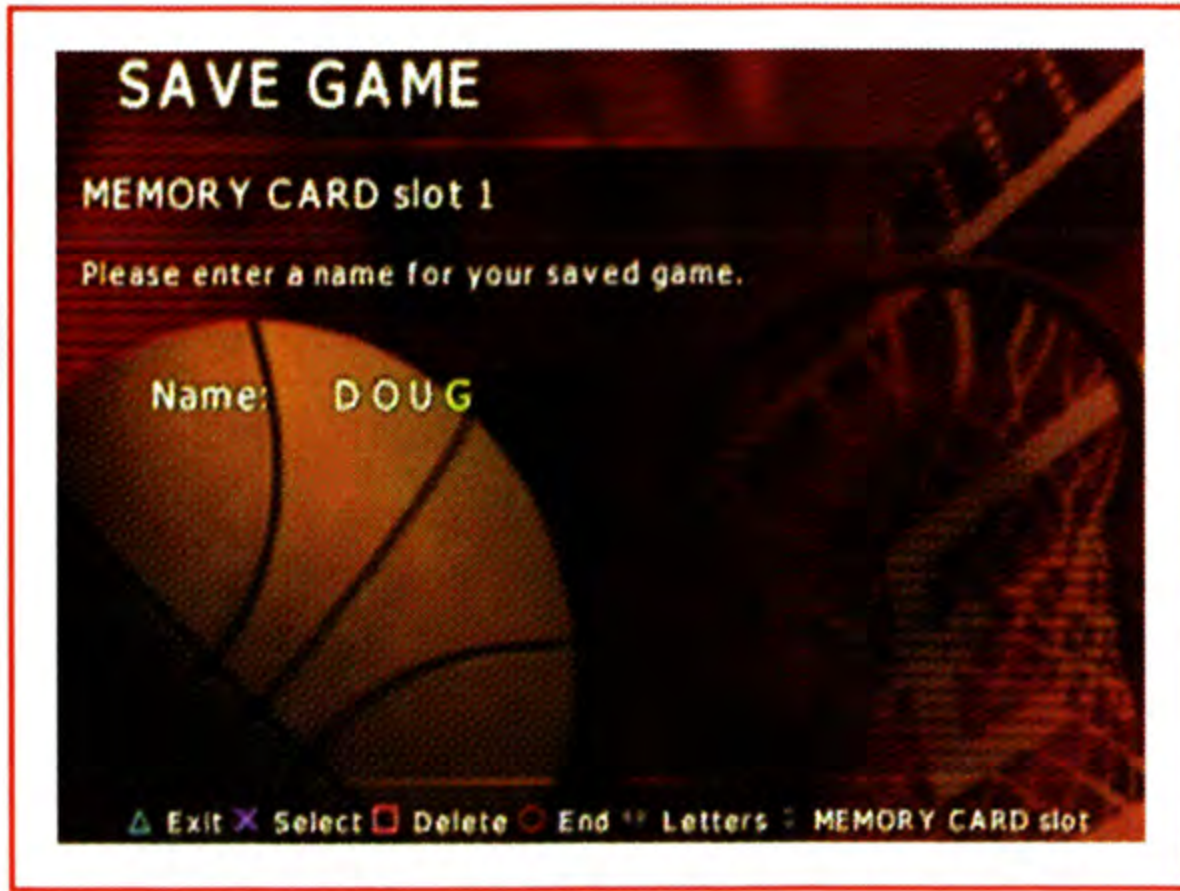 SAVE GAME
MEMORY CARD slot 1
Please enter a name for your saved game.
Name: DOUG
Exit Select Delete End Letters MEMORY CARD slot